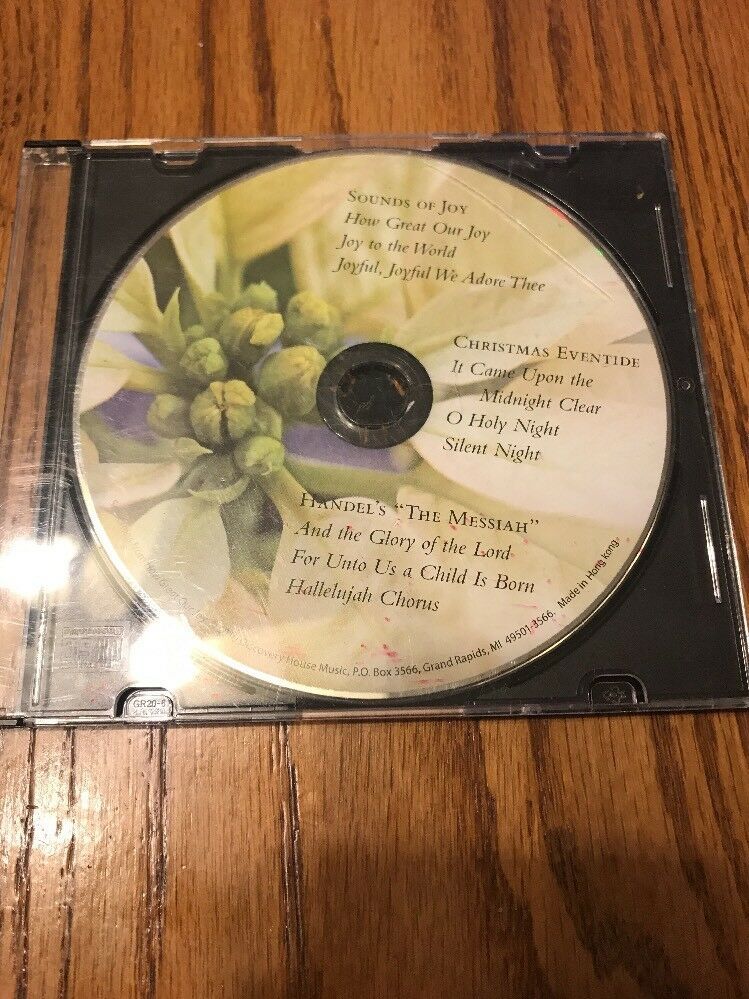 SOUNDS OF JOY
How Great Our Joy
Joy to the World
Joyful, Joyful We Adore Thee
CHRISTMAS EVENTIDE
It Came Upon the
Midnight Clear
O Holy Night
Silent Night
HANDEL'S "THE MESSIAH"
And the Glory of the Lord
For Unto Us a Child Is Born
Hallelujah Chorus
Discovery House Music, P.O. Box 3566, Grand Rapids, MI 49501-3566. Made in Hong Kong.
GR20-6